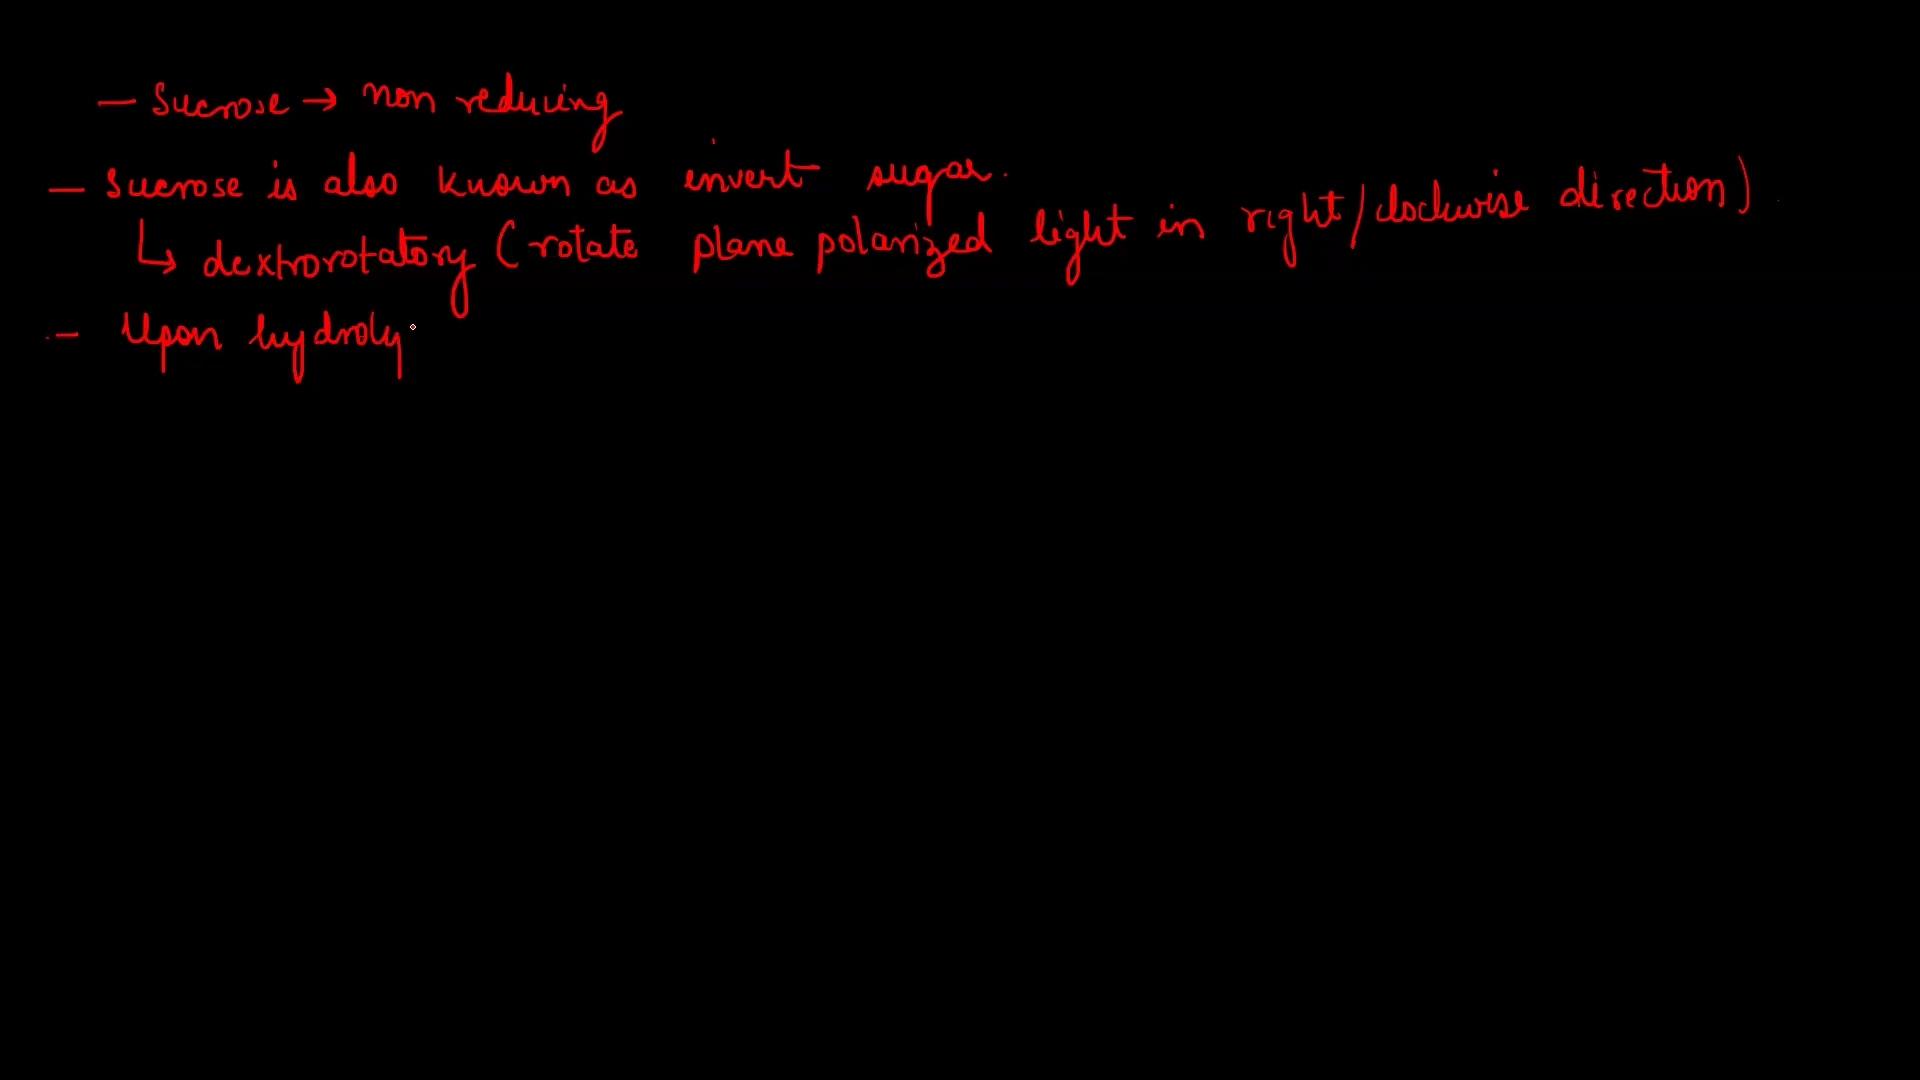 — Sucrose → non reducing
— Sucrose is also known as invert sugar.
↳ dextrorotatory (rotate plane polarized light in right/clockwise direction)
- Upon hydroly